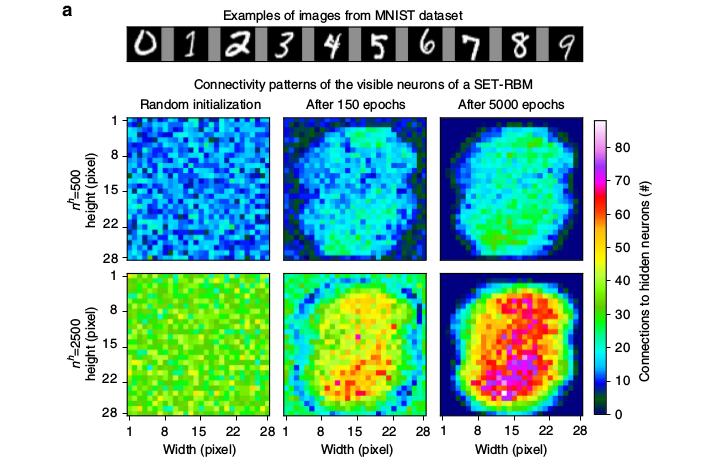 a
Examples of images from MNIST dataset
0 1 2 3 4 5 6 7 8 9
Connectivity patterns of the visible neurons of a SET-RBM
Random initialization After 150 epochs After 5000 epochs
nʰ=500
height (pixel)
1
8
15
22
28
nʰ=2500
height (pixel)
1
8
15
22
28
1 8 15 22 28 1 8 15 22 28 1 8 15 22 28
Width (pixel) Width (pixel) Width (pixel)
80
70
60
50
40
30
20
10
0
Connections to hidden neurons (#)